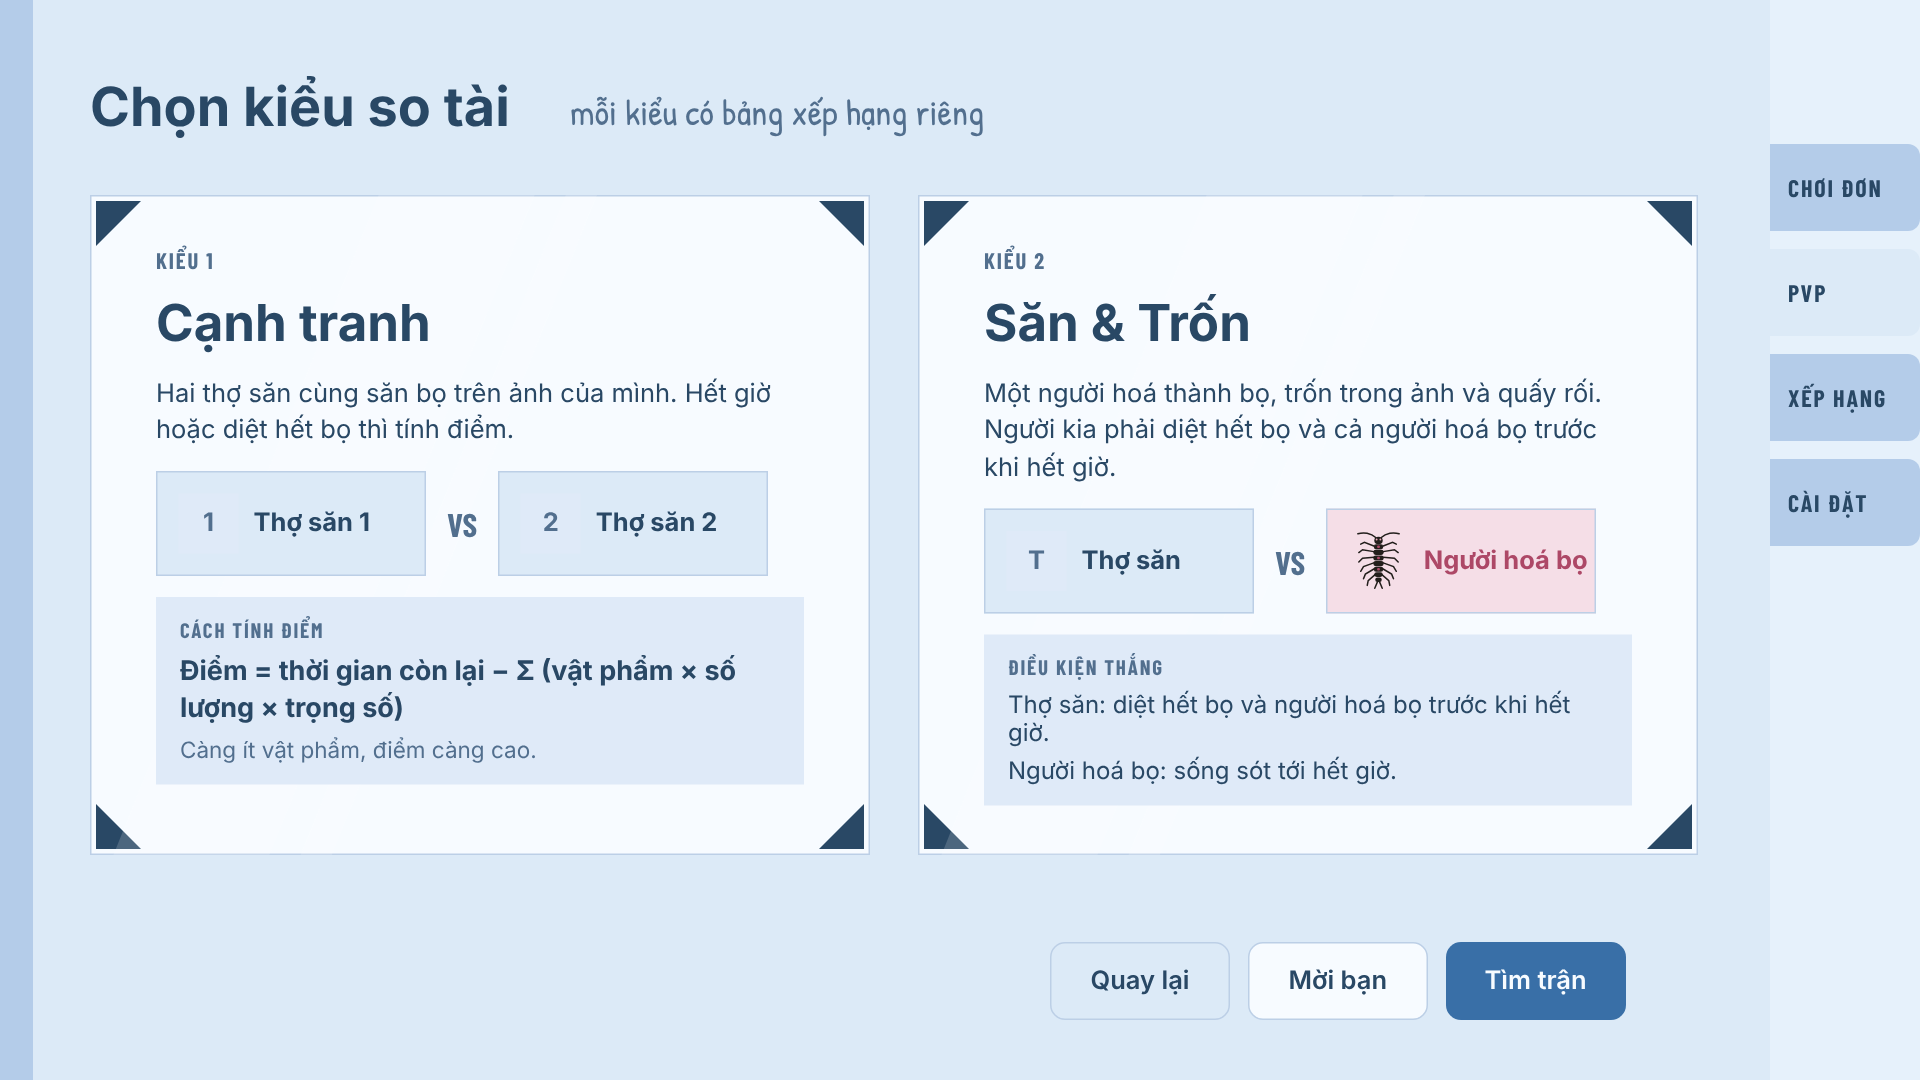 Chọn kiểu so tài
mỗi kiểu có bảng xếp hạng riêng
KIỂU 1
Cạnh tranh
Hai thợ săn cùng săn bọ trên ảnh của mình. Hết giờ
hoặc diệt hết bọ thì tính điểm.
1 Thợ săn 1
VS
2 Thợ săn 2
CÁCH TÍNH ĐIỂM
Điểm = thời gian còn lại − Σ (vật phẩm × số
lượng × trọng số)
Càng ít vật phẩm, điểm càng cao.
KIỂU 2
Săn & Trốn
Một người hoá thành bọ, trốn trong ảnh và quấy rối.
Người kia phải diệt hết bọ và cả người hoá bọ trước
khi hết giờ.
T Thợ săn
VS
Người hoá bọ
ĐIỀU KIỆN THẮNG
Thợ săn: diệt hết bọ và người hoá bọ trước khi hết
giờ.
Người hoá bọ: sống sót tới hết giờ.
Quay lại
Mời bạn
Tìm trận
CHƠI ĐƠN
PVP
XẾP HẠNG
CÀI ĐẶT